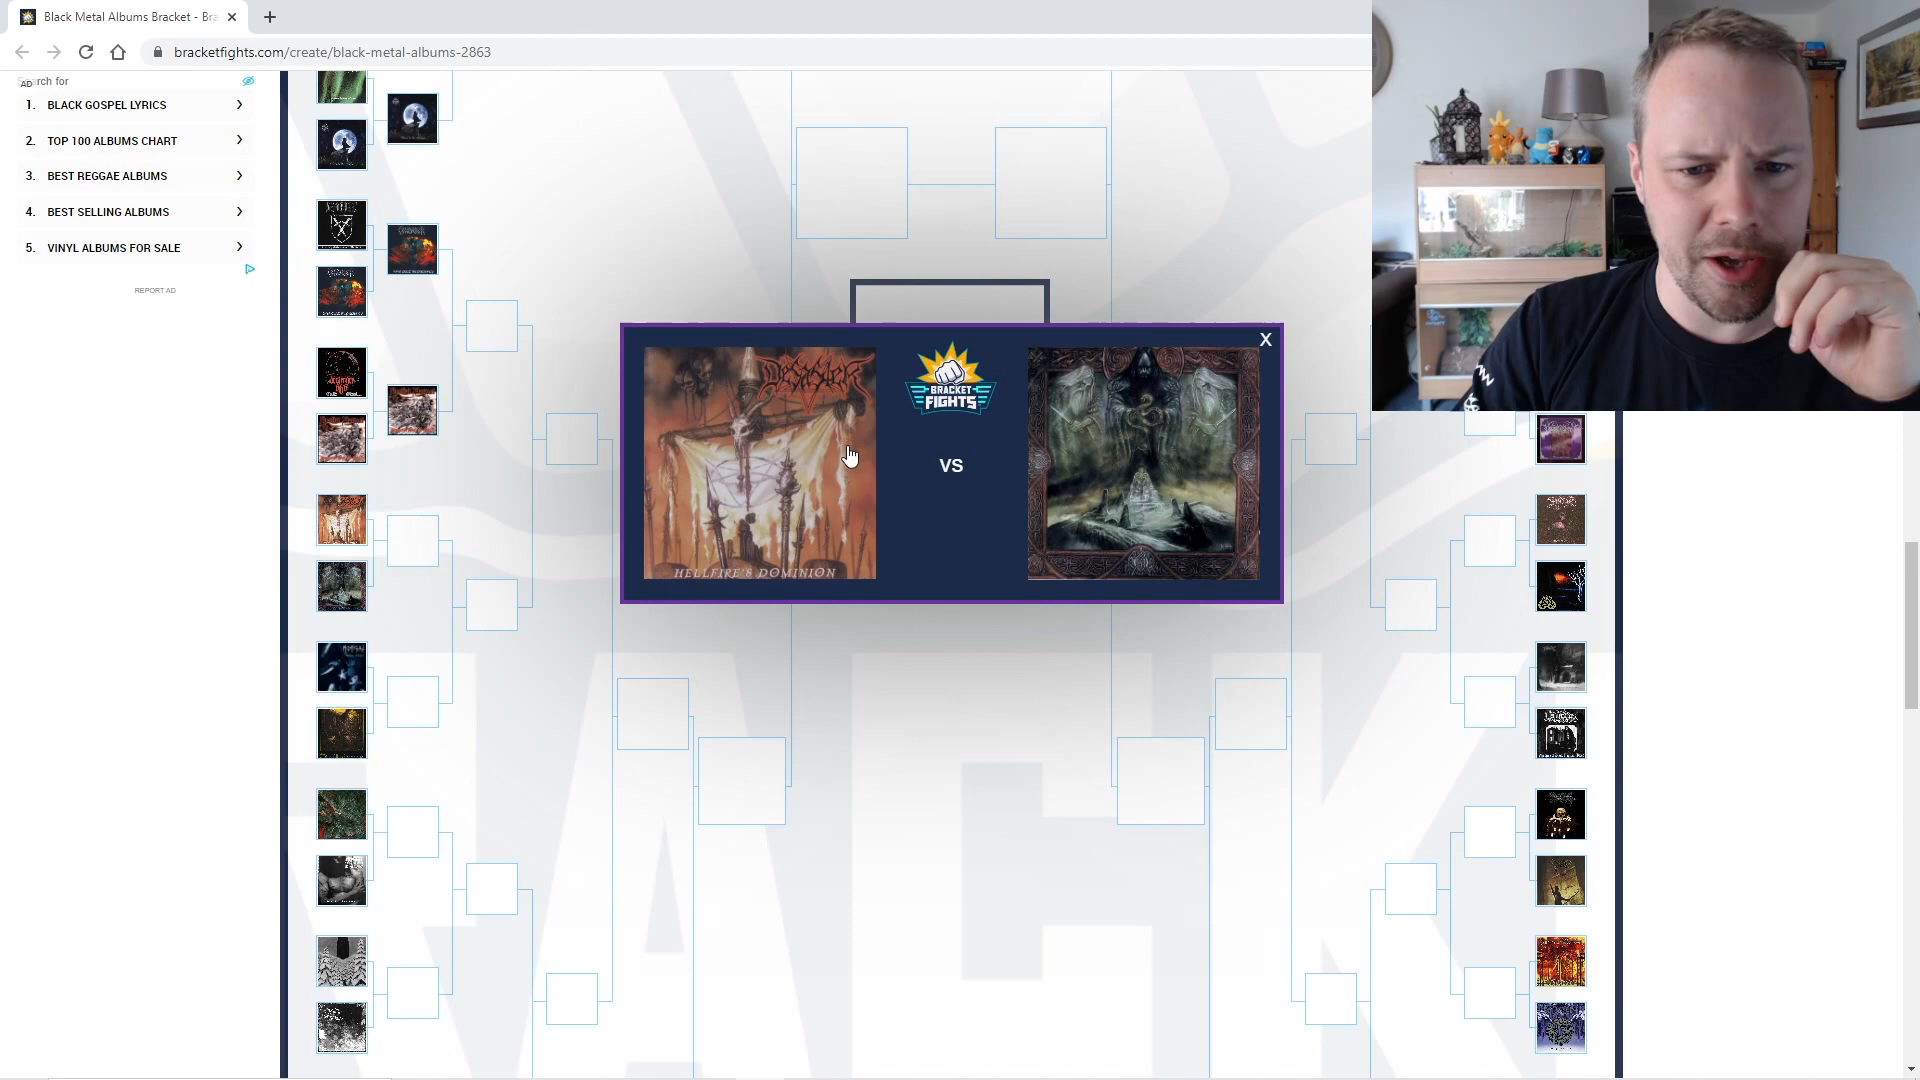 Black Metal Albums Bracket - Bra
bracketfights.com/create/black-metal-albums-2863
Search for
AD
1. BLACK GOSPEL LYRICS
2. TOP 100 ALBUMS CHART
3. BEST REGGAE ALBUMS
4. BEST SELLING ALBUMS
5. VINYL ALBUMS FOR SALE
REPORT AD
X
DESASTER
BRACKET
FIGHTS
VS
HELLFIRE'S DOMINION